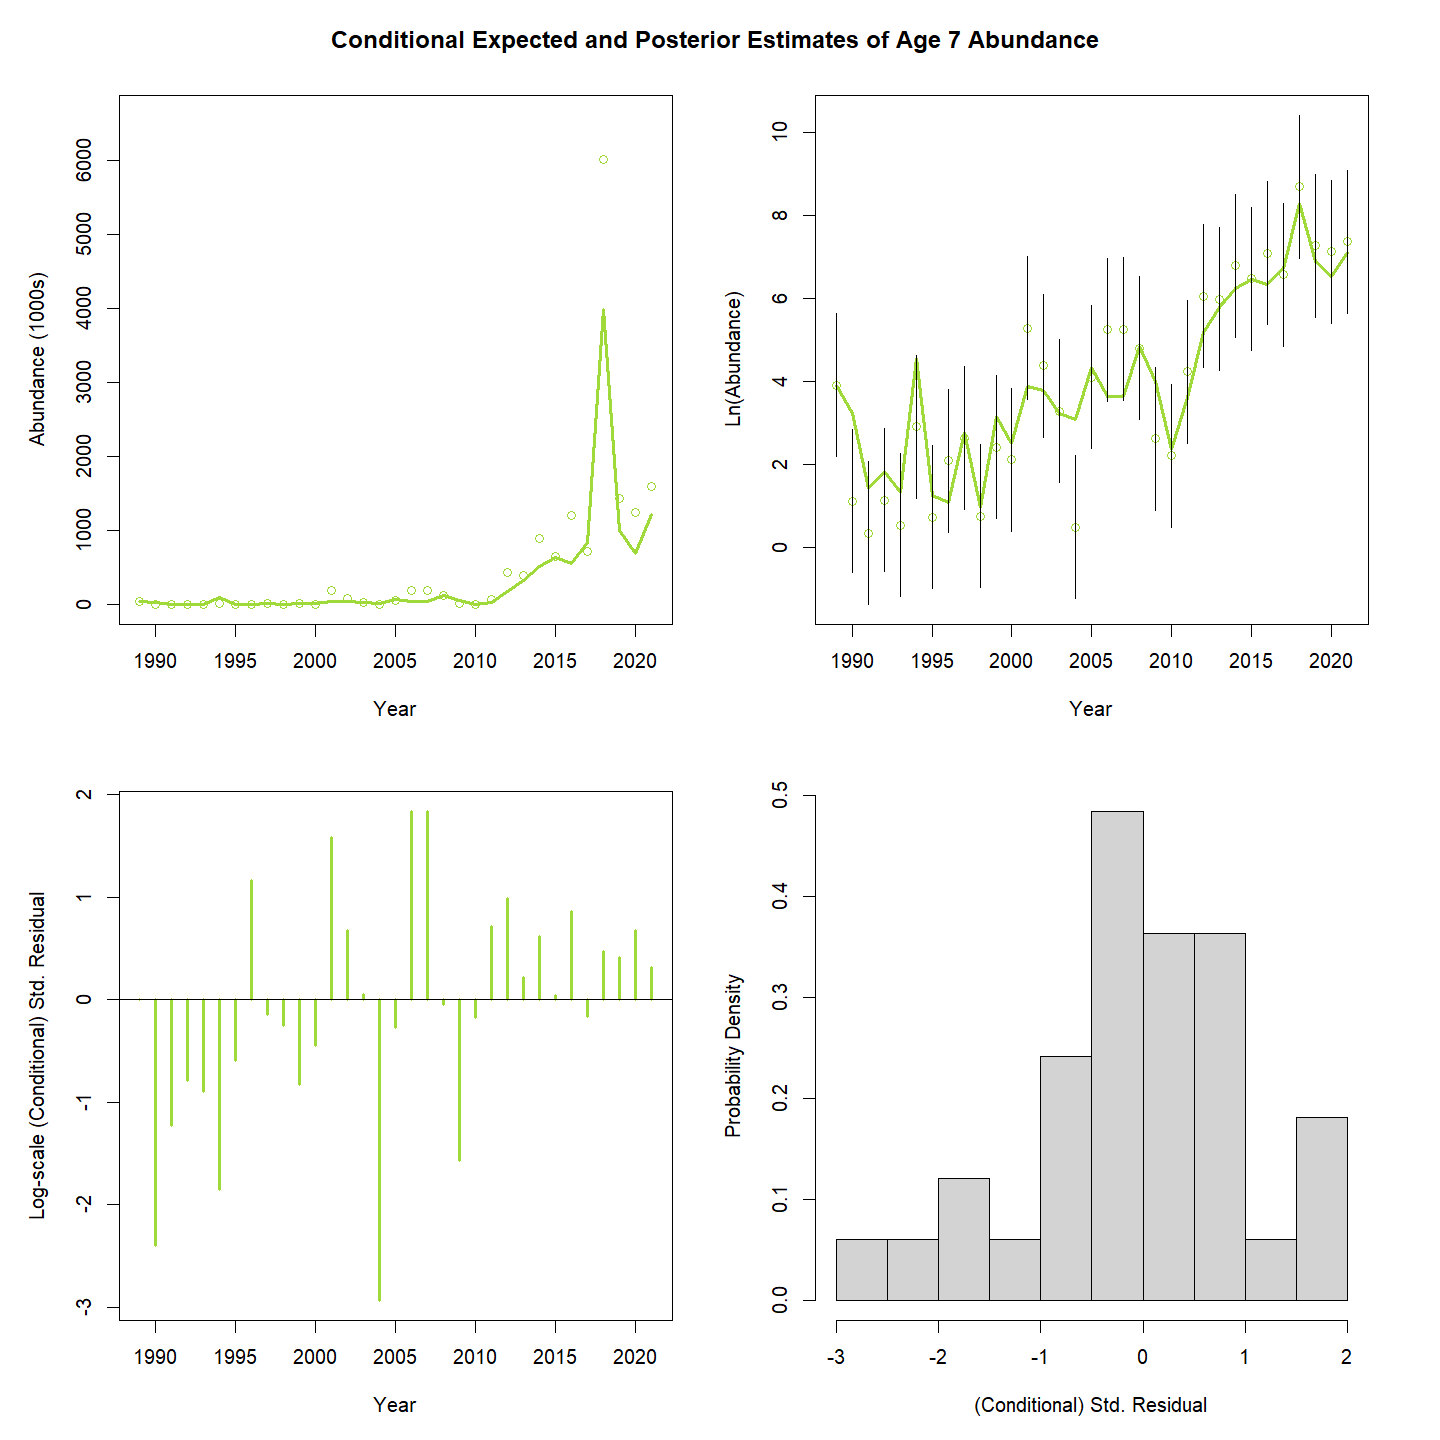 Conditional Expected and Posterior Estimates of Age 7 Abundance
Abundance (1000s)
6000
5000
4000
3000
2000
1000
0
1990 1995 2000 2005 2010 2015 2020
Year
Ln(Abundance)
10
8
6
4
2
0
1990 1995 2000 2005 2010 2015 2020
Year
Log-scale (Conditional) Std. Residual
2
1
0
-1
-2
-3
1990 1995 2000 2005 2010 2015 2020
Year
Probability Density
0.5
0.4
0.3
0.2
0.1
0.0
-3 -2 -1 0 1 2
(Conditional) Std. Residual